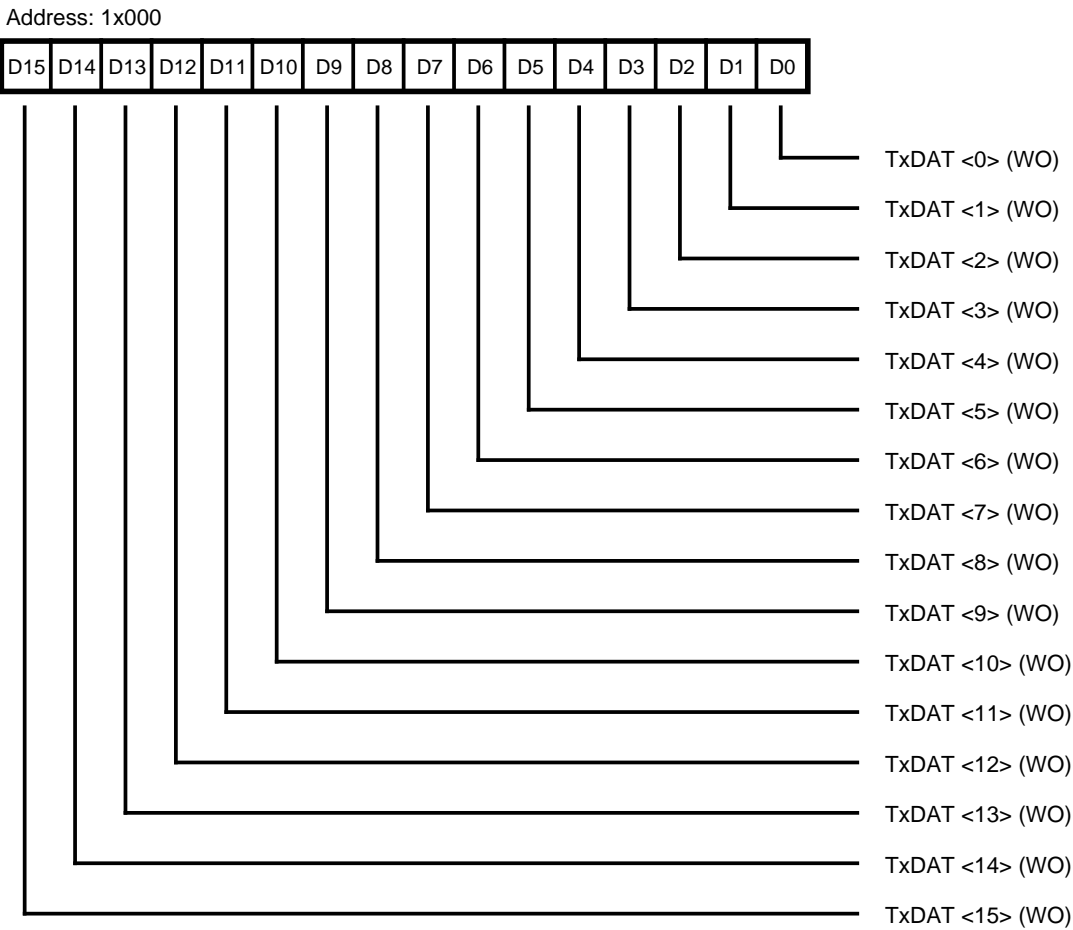 Address: 1x000
D15 D14 D13 D12 D11 D10 D9 D8 D7 D6 D5 D4 D3 D2 D1 D0
TxDAT <0> (WO)
TxDAT <1> (WO)
TxDAT <2> (WO)
TxDAT <3> (WO)
TxDAT <4> (WO)
TxDAT <5> (WO)
TxDAT <6> (WO)
TxDAT <7> (WO)
TxDAT <8> (WO)
TxDAT <9> (WO)
TxDAT <10> (WO)
TxDAT <11> (WO)
TxDAT <12> (WO)
TxDAT <13> (WO)
TxDAT <14> (WO)
TxDAT <15> (WO)